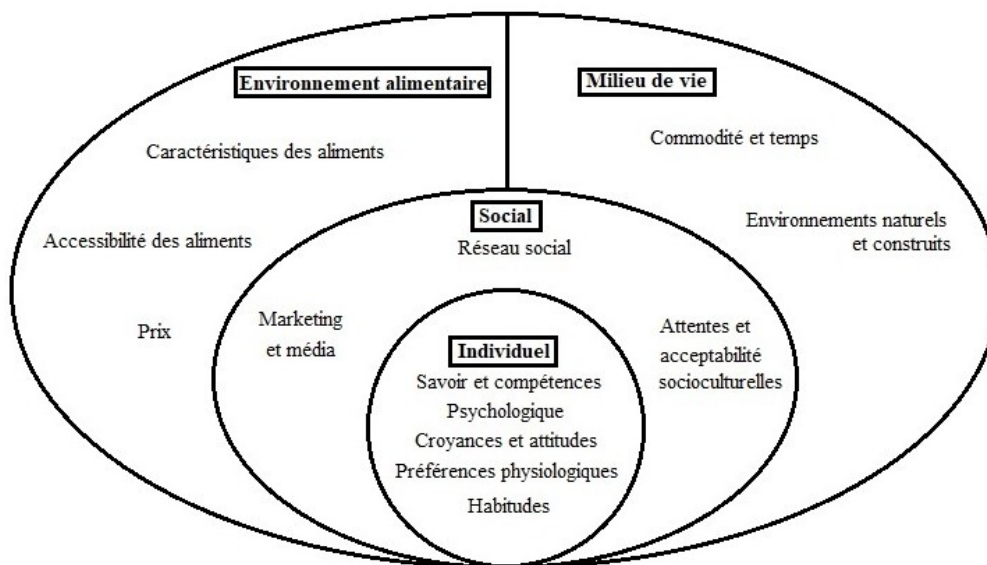 Environnement alimentaire
Milieu de vie
Caractéristiques des aliments
Commodité et temps
Accessibilité des aliments
Environnements naturels
et construits
Prix
Social
Réseau social
Marketing
et média
Attentes et
acceptabilité
socioculturelles
Individuel
Savoir et compétences
Psychologique
Croyances et attitudes
Préférences physiologiques
Habitudes